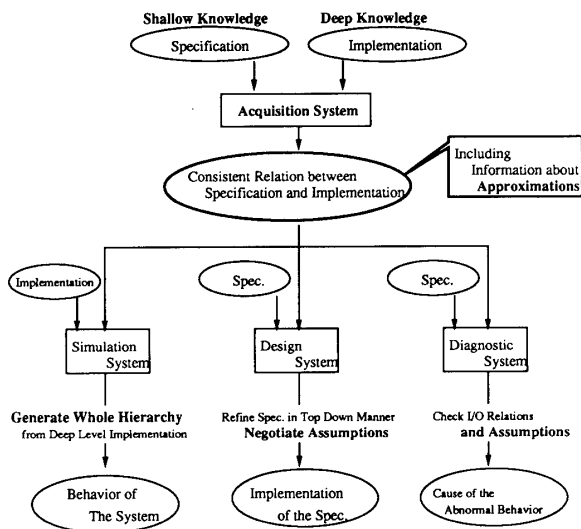 Shallow Knowledge
Deep Knowledge
Specification
Implementation
Acquisition System
Consistent Relation between
Specification and Implementation
Including
Information about
Approximations
Implementation
Spec.
Spec.
Simulation
System
Design
System
Diagnostic
System
Generate Whole Hierarchy
from Deep Level Implementation
Refine Spec. in Top Down Manner
Negotiate Assumptions
Check I/O Relations
and Assumptions
Behavior of
The System
Implementation
of the Spec.
Cause of the
Abnormal Behavior